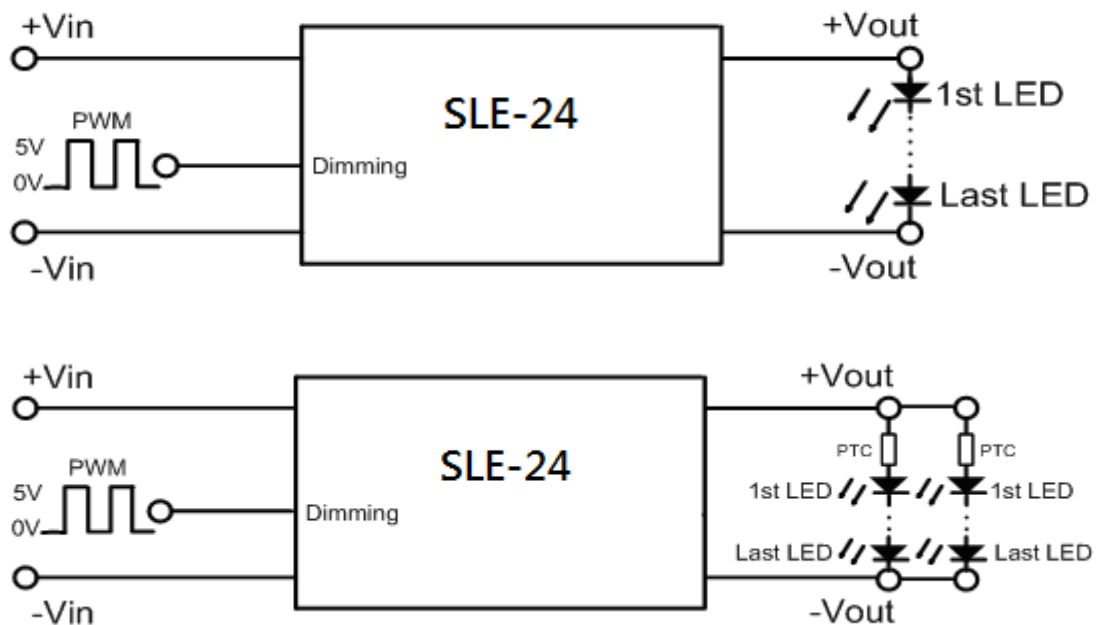 +Vin
+Vout
SLE-24
1st LED
PWM
5V
0V
Dimming
Last LED
-Vin
-Vout
+Vin
+Vout
PTC
PTC
PWM
SLE-24
5V
1st LED
1st LED
0V
Dimming
Last LED
Last LED
-Vin
-Vout